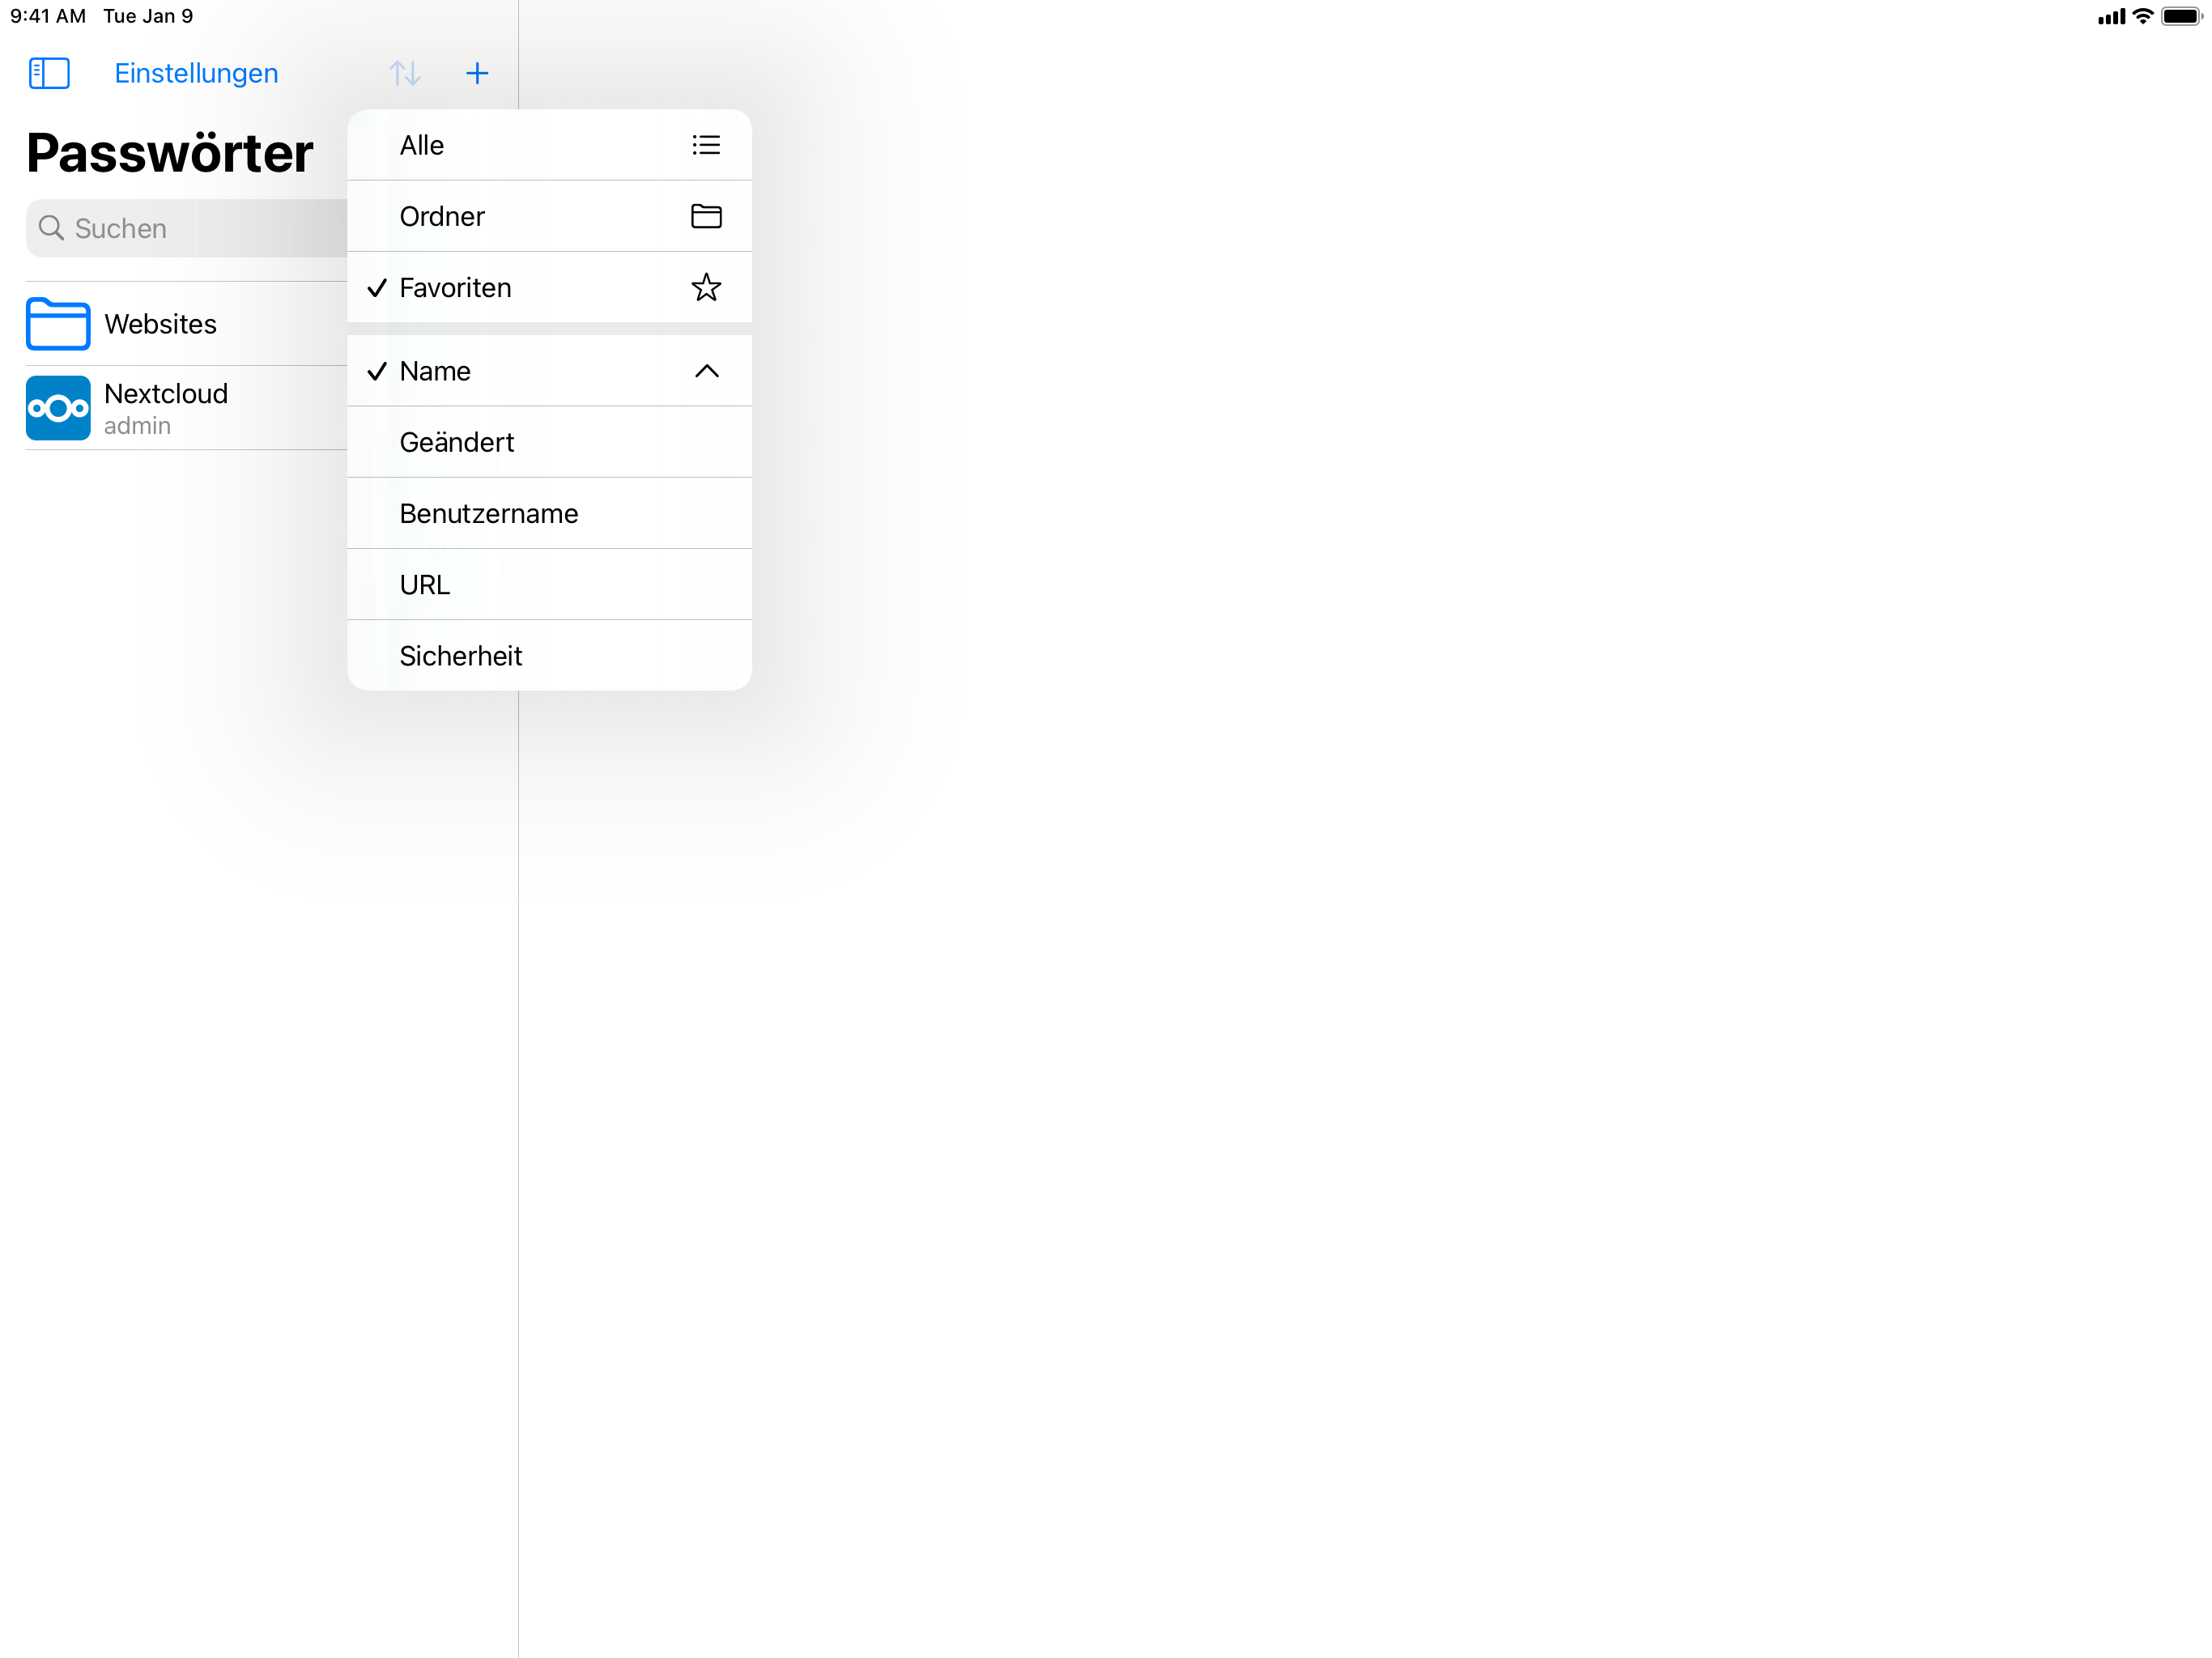 9:41 AM Tue Jan 9
Einstellungen
Passwörter
Suchen
Websites
Nextcloud
admin
Alle
Ordner
Favoriten
Name
Geändert
Benutzername
URL
Sicherheit